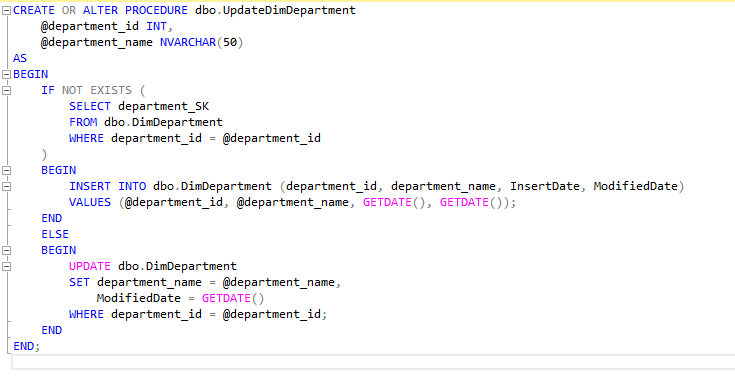 CREATE OR ALTER PROCEDURE dbo.UpdateDimDepartment
    @department_id INT,
    @department_name NVARCHAR(50)
AS
BEGIN
    IF NOT EXISTS (
        SELECT department_SK
        FROM dbo.DimDepartment
        WHERE department_id = @department_id
    )
    BEGIN
        INSERT INTO dbo.DimDepartment (department_id, department_name, InsertDate, ModifiedDate)
        VALUES (@department_id, @department_name, GETDATE(), GETDATE());
    END
    ELSE
    BEGIN
        UPDATE dbo.DimDepartment
        SET department_name = @department_name,
            ModifiedDate = GETDATE()
        WHERE department_id = @department_id;
    END
END;